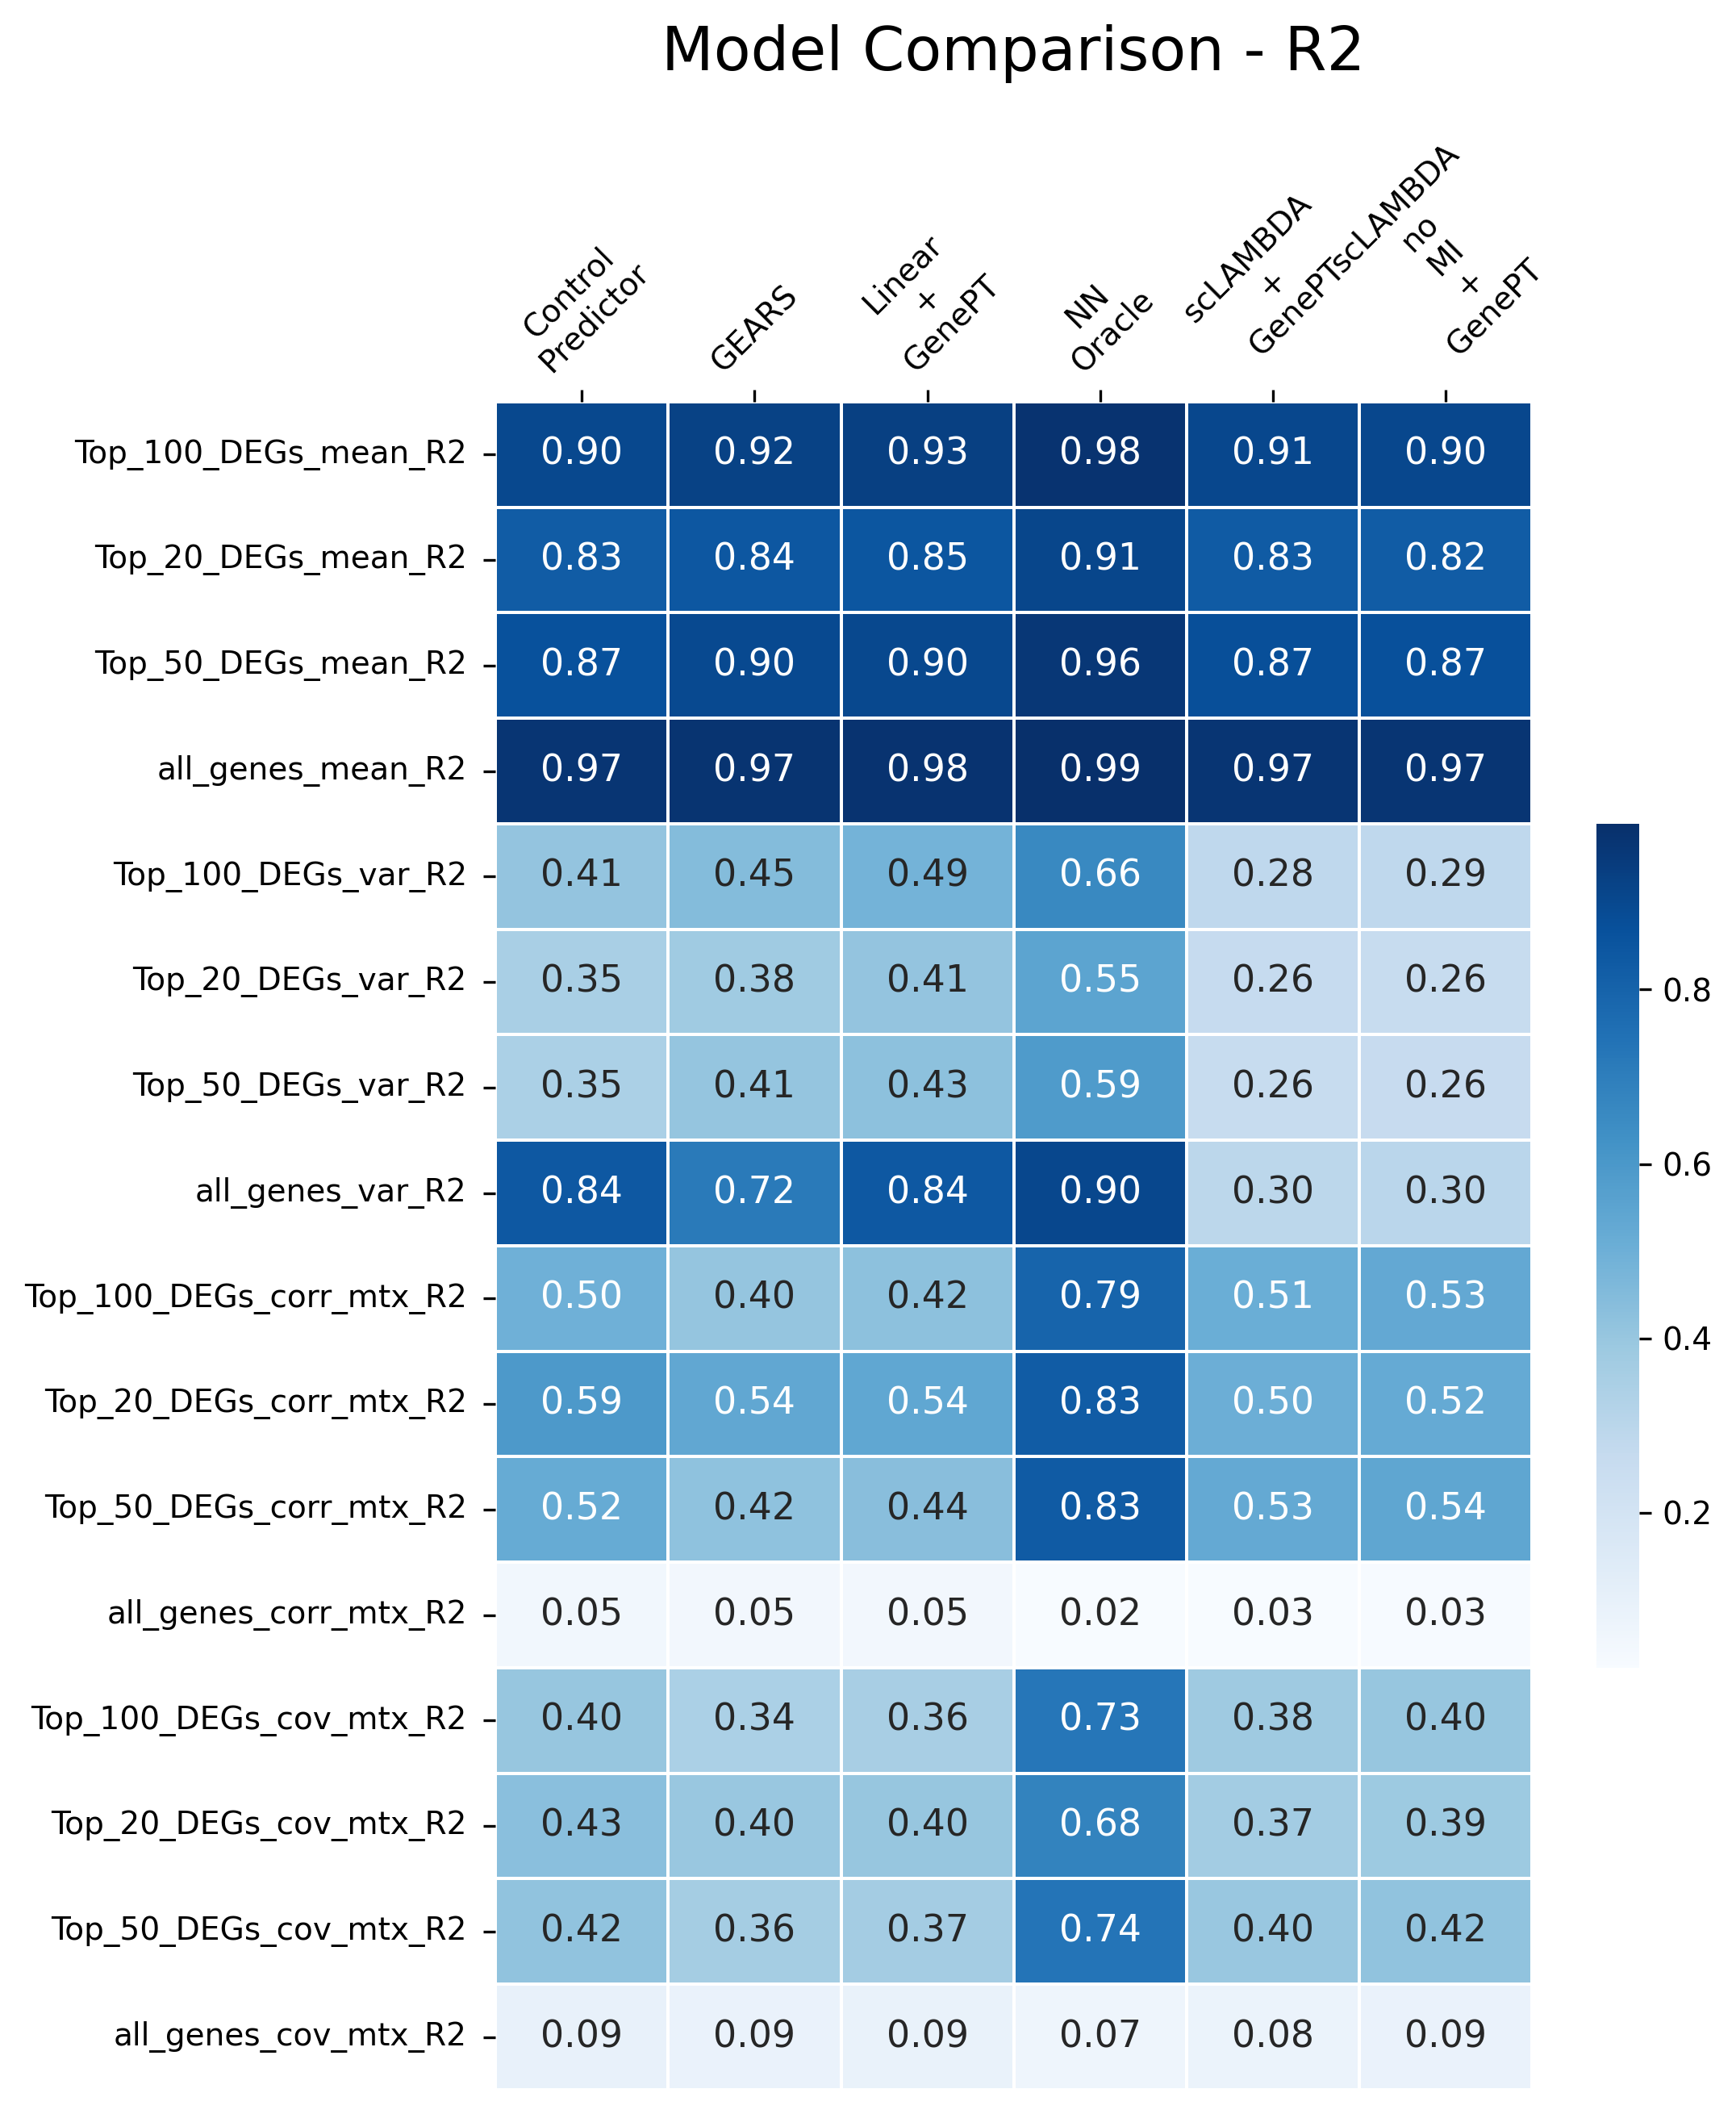 Model Comparison - R2
Control
Predictor
GEARS
Linear
+
GenePT
NN
Oracle
scLAMBDA
+
GenePT
scLAMBDA
no
MI
+
GenePT
Top_100_DEGs_mean_R2 0.90 0.92 0.93 0.98 0.91 0.90
Top_20_DEGs_mean_R2 0.83 0.84 0.85 0.91 0.83 0.82
Top_50_DEGs_mean_R2 0.87 0.90 0.90 0.96 0.87 0.87
all_genes_mean_R2 0.97 0.97 0.98 0.99 0.97 0.97
Top_100_DEGs_var_R2 0.41 0.45 0.49 0.66 0.28 0.29
Top_20_DEGs_var_R2 0.35 0.38 0.41 0.55 0.26 0.26
Top_50_DEGs_var_R2 0.35 0.41 0.43 0.59 0.26 0.26
all_genes_var_R2 0.84 0.72 0.84 0.90 0.30 0.30
Top_100_DEGs_corr_mtx_R2 0.50 0.40 0.42 0.79 0.51 0.53
Top_20_DEGs_corr_mtx_R2 0.59 0.54 0.54 0.83 0.50 0.52
Top_50_DEGs_corr_mtx_R2 0.52 0.42 0.44 0.83 0.53 0.54
all_genes_corr_mtx_R2 0.05 0.05 0.05 0.02 0.03 0.03
Top_100_DEGs_cov_mtx_R2 0.40 0.34 0.36 0.73 0.38 0.40
Top_20_DEGs_cov_mtx_R2 0.43 0.40 0.40 0.68 0.37 0.39
Top_50_DEGs_cov_mtx_R2 0.42 0.36 0.37 0.74 0.40 0.42
all_genes_cov_mtx_R2 0.09 0.09 0.09 0.07 0.08 0.09
0.8
0.6
0.4
0.2